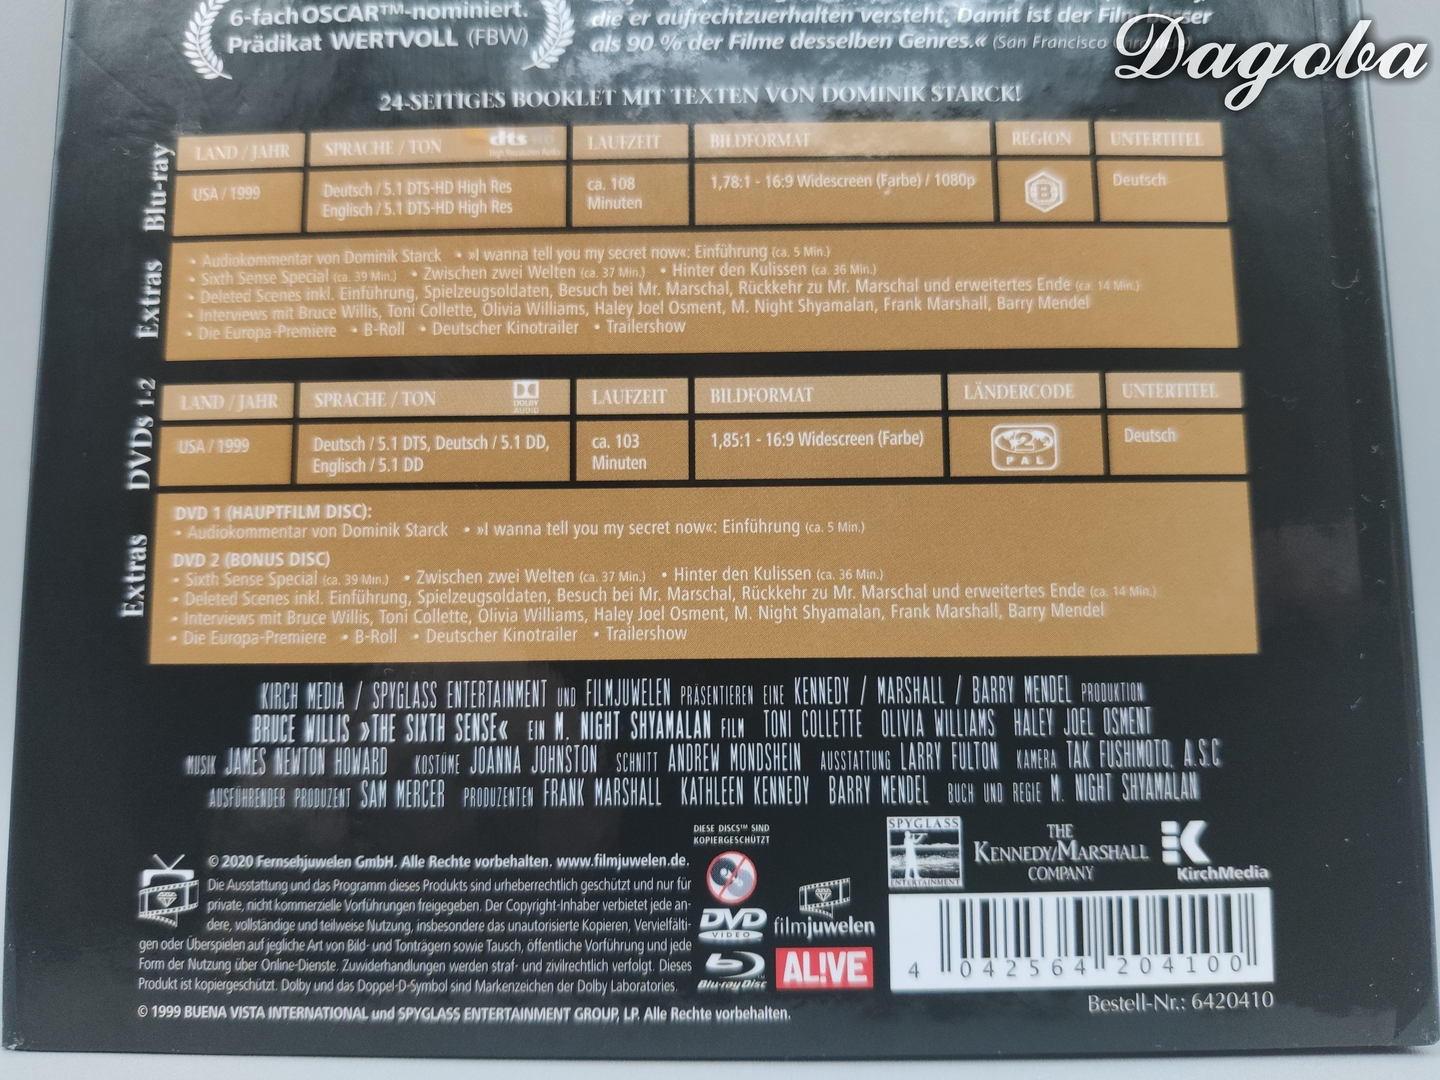 Dagoba
6-fach OSCAR™-nominiert.
Prädikat WERTVOLL (FBW)
die er aufrechtzuerhalten versteht. Damit ist der Film besser
als 90 % der Filme desselben Genres.« (San Francisco
24-SEITIGES BOOKLET MIT TEXTEN VON DOMINIK STARCK!
Blu-ray
LAND / JAHR SPRACHE / TON dts LAUFZEIT BILDFORMAT REGION UNTERTITEL
USA / 1999
Deutsch / 5.1 DTS-HD High Res
Englisch / 5.1 DTS-HD High Res
ca. 108
Minuten
1,78:1 - 16:9 Widescreen (Farbe) / 1080p
B
Deutsch
Extras
• Audiokommentar von Dominik Starck • »I wanna tell you my secret now«: Einführung (ca. 5 Min.)
• Sixth Sense Special (ca. 39 Min.) • Zwischen zwei Welten (ca. 37 Min.) • Hinter den Kulissen (ca. 36 Min.)
• Deleted Scenes inkl. Einführung, Spielzeugsoldaten, Besuch bei Mr. Marschal, Rückkehr zu Mr. Marschal und erweitertes Ende (ca. 14 Min.)
• Interviews mit Bruce Willis, Toni Collette, Olivia Williams, Haley Joel Osment, M. Night Shyamalan, Frank Marshall, Barry Mendel
• Die Europa-Premiere • B-Roll • Deutscher Kinotrailer • Trailershow
DVDs 1-2
LAND / JAHR SPRACHE / TON DOLBY AUDIO LAUFZEIT BILDFORMAT LÄNDERCODE UNTERTITEL
USA / 1999
Deutsch / 5.1 DTS, Deutsch / 5.1 DD,
Englisch / 5.1 DD
ca. 103
Minuten
1,85:1 - 16:9 Widescreen (Farbe)
2
PAL
Deutsch
Extras
DVD 1 (HAUPTFILM DISC):
• Audiokommentar von Dominik Starck • »I wanna tell you my secret now«: Einführung (ca. 5 Min.)
DVD 2 (BONUS DISC)
• Sixth Sense Special (ca. 39 Min.) • Zwischen zwei Welten (ca. 37 Min.) • Hinter den Kulissen (ca. 36 Min.)
• Deleted Scenes inkl. Einführung, Spielzeugsoldaten, Besuch bei Mr. Marschal, Rückkehr zu Mr. Marschal und erweitertes Ende (ca. 14 Min.)
• Interviews mit Bruce Willis, Toni Collette, Olivia Williams, Haley Joel Osment, M. Night Shyamalan, Frank Marshall, Barry Mendel
• Die Europa-Premiere • B-Roll • Deutscher Kinotrailer • Trailershow
KIRCH MEDIA / SPYGLASS ENTERTAINMENT UND FILMJUWELEN PRÄSENTIEREN EINE KENNEDY / MARSHALL / BARRY MENDEL PRODUKTION
BRUCE WILLIS »THE SIXTH SENSE« EIN M. NIGHT SHYAMALAN FILM TONI COLLETTE OLIVIA WILLIAMS HALEY JOEL OSMENT
MUSIK JAMES NEWTON HOWARD KOSTÜME JOANNA JOHNSTON SCHNITT ANDREW MONDSHEIN AUSSTATTUNG LARRY FULTON KAMERA TAK FUSHIMOTO, A.S.C
AUSFÜHRENDER PRODUZENT SAM MERCER PRODUZENTEN FRANK MARSHALL KATHLEEN KENNEDY BARRY MENDEL BUCH UND REGIE M. NIGHT SHYAMALAN
© 2020 Fernsehjuwelen GmbH. Alle Rechte vorbehalten. www.filmjuwelen.de.
Die Ausstattung und das Programm dieses Produkts sind urheberrechtlich geschützt und nur für
private, nicht kommerzielle Vorführungen freigegeben. Der Copyright-Inhaber verbietet jede an-
dere, vollständige und teilweise Nutzung, insbesondere das unautorisierte Kopieren, Vervielfälti-
gen oder Überspielen auf jegliche Art von Bild- und Tonträgern sowie Tausch, öffentliche Vorführung und jede
Form der Nutzung über Online-Dienste. Zuwiderhandlungen werden straf- und zivilrechtlich verfolgt. Dieses
Produkt ist kopiergeschützt. Dolby und das Doppel-D-Symbol sind Markenzeichen der Dolby Laboratories.
© 1999 BUENA VISTA INTERNATIONAL und SPYGLASS ENTERTAINMENT GROUP, LP. Alle Rechte vorbehalten.
DIESE DISCS™ SIND
KOPIERGESCHÜTZT
DVD
VIDEO
Blu-ray Disc
filmjuwelen
AL!VE
SPYGLASS
ENTERTAINMENT
THE
KENNEDY/MARSHALL
COMPANY
KirchMedia
4 042564 204100
Bestell-Nr.: 6420410